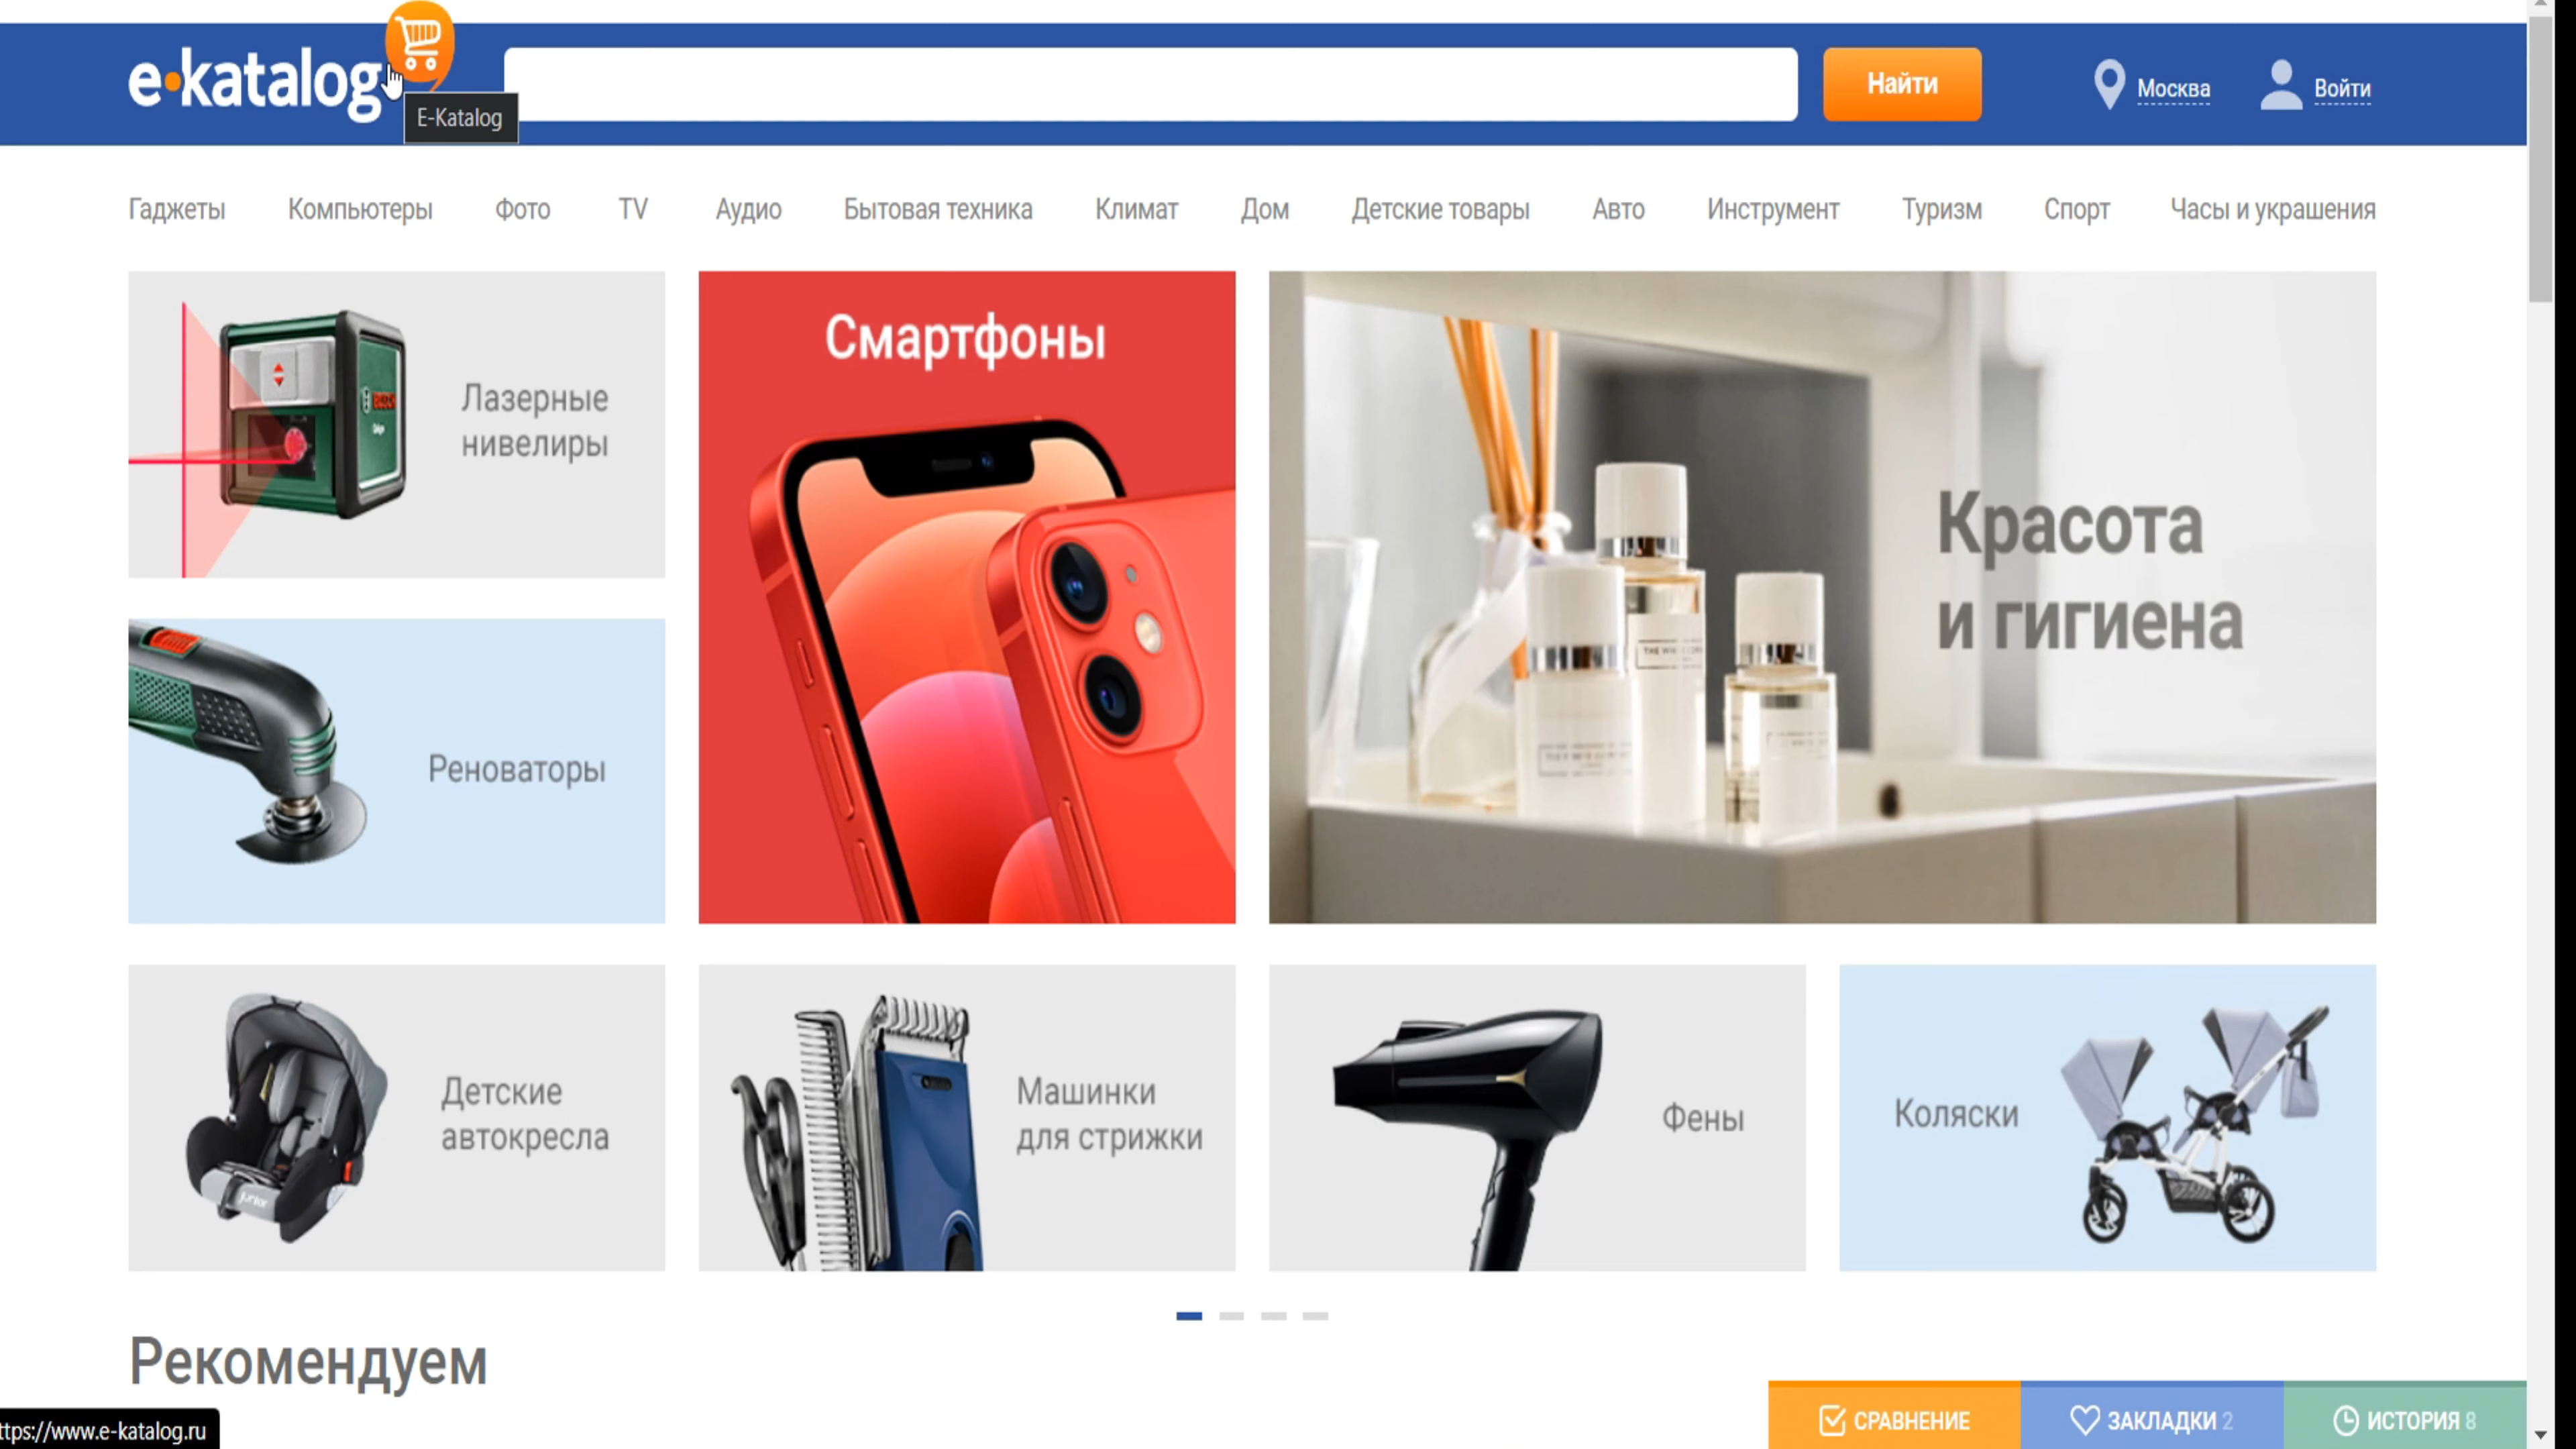 e·katalog
E-Katalog
Найти
Москва
Войти
Гаджеты Компьютеры Фото TV Аудио Бытовая техника Климат Дом Детские товары Авто Инструмент Туризм Спорт Часы и украшения
Лазерные
нивелиры
Смартфоны
Красота
и гигиена
Реноваторы
Детские
автокресла
junior
Машинки
для стрижки
Фены
Коляски
Рекомендуем
ttps://www.e-katalog.ru
СРАВНЕНИЕ
ЗАКЛАДКИ 2
ИСТОРИЯ 8